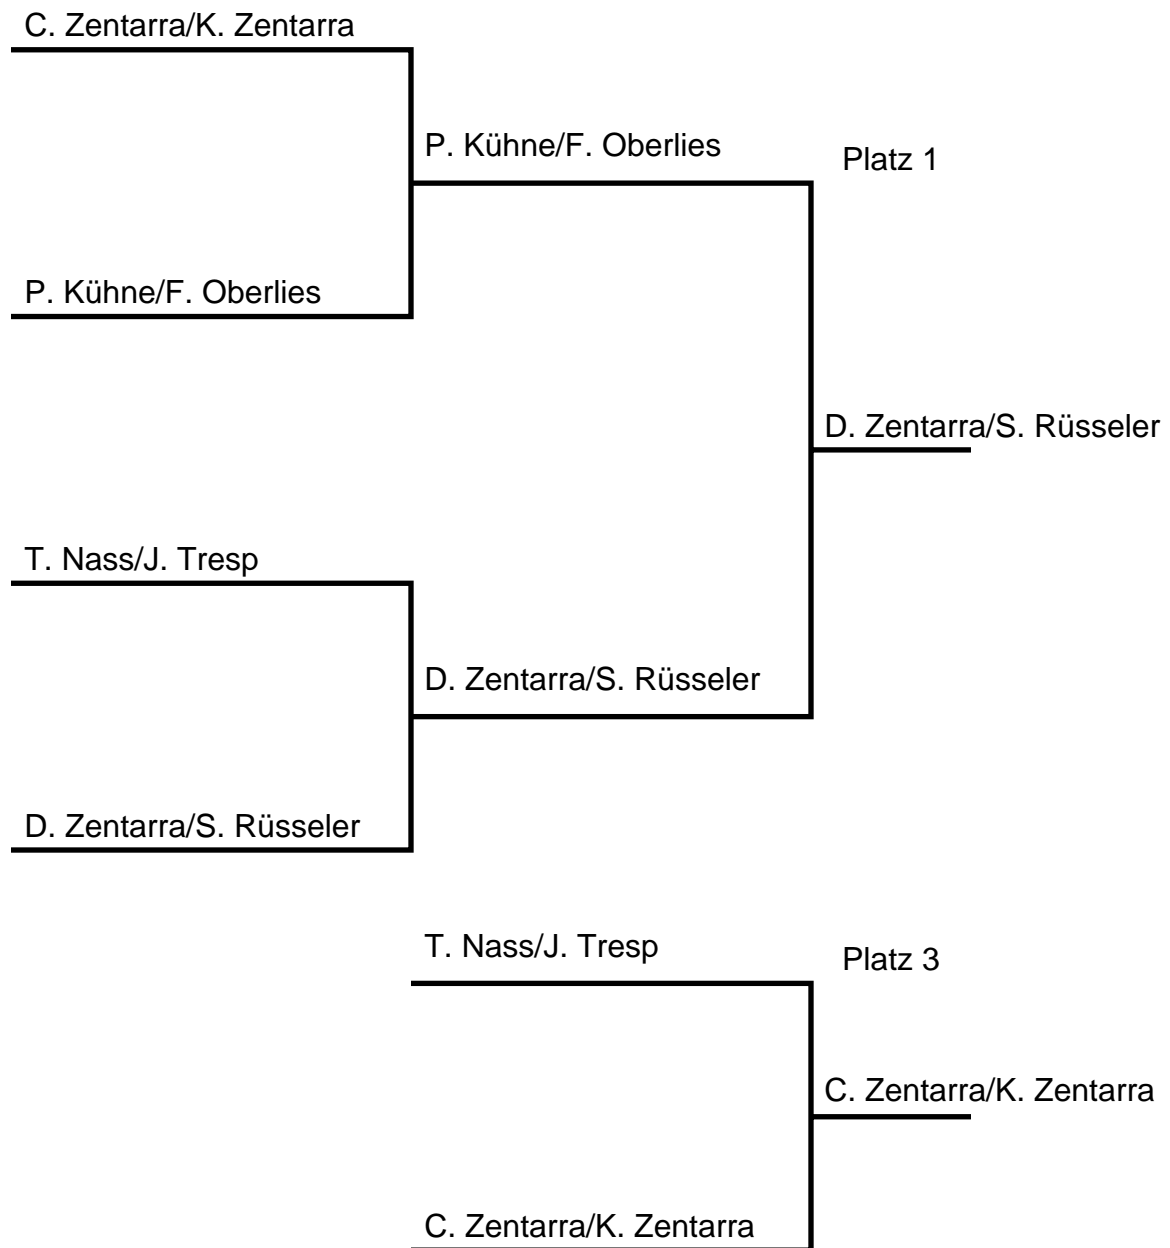 C. Zentarra/K. Zentarra
P. Kühne/F. Oberlies
Platz 1
P. Kühne/F. Oberlies
D. Zentarra/S. Rüsseler
T. Nass/J. Tresp
D. Zentarra/S. Rüsseler
D. Zentarra/S. Rüsseler
T. Nass/J. Tresp
Platz 3
C. Zentarra/K. Zentarra
C. Zentarra/K. Zentarra